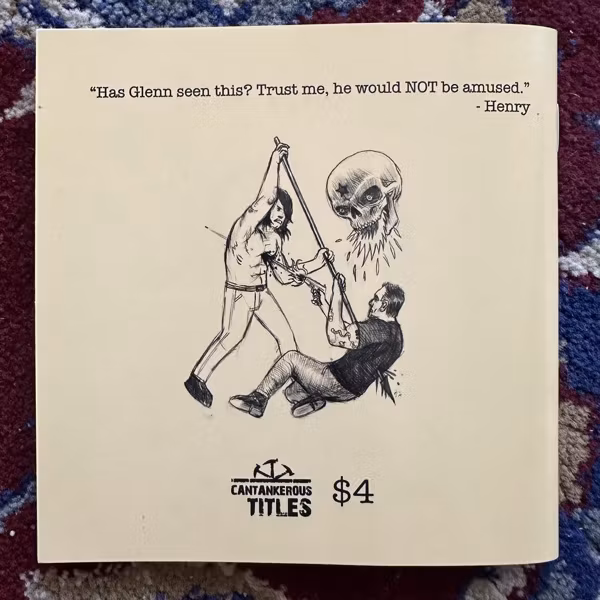 “Has Glenn seen this? Trust me, he would NOT be amused.”
- Henry
CANTANKEROUS
TITLES
$4